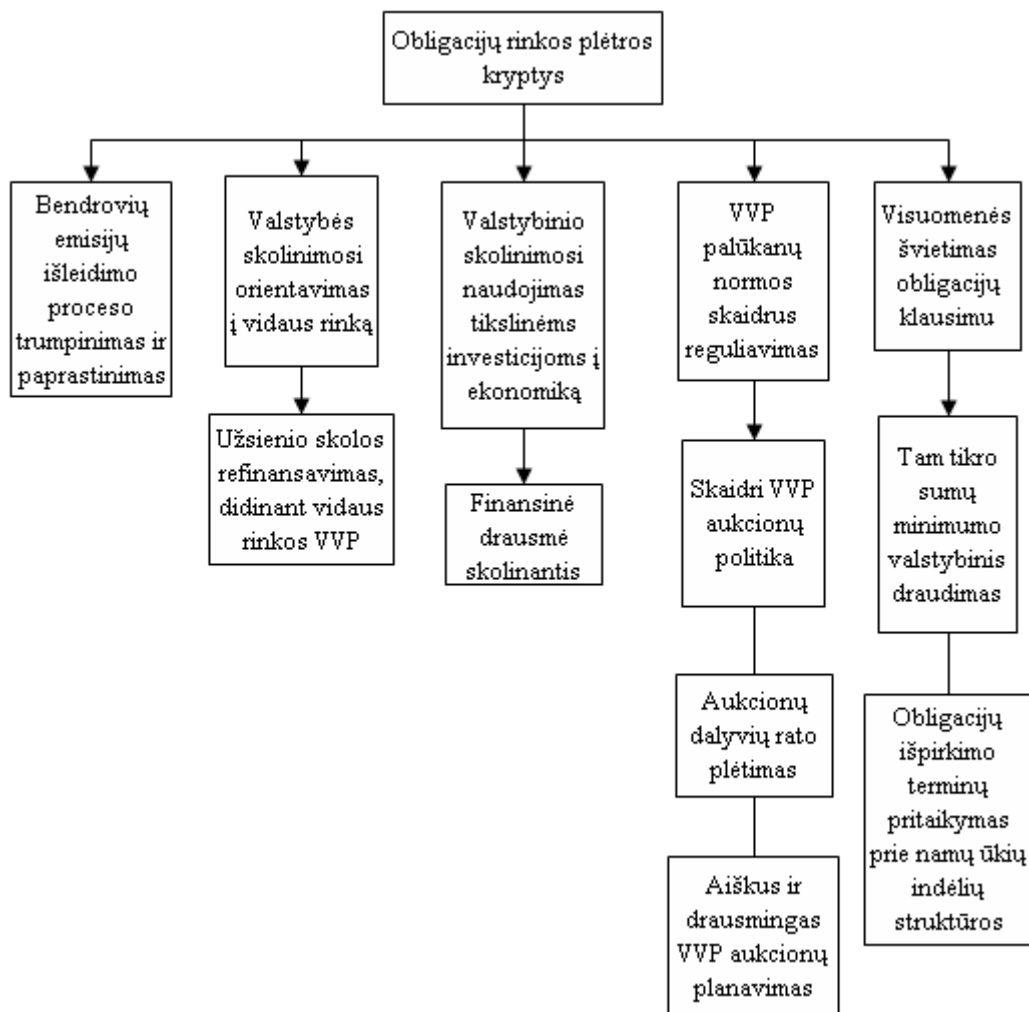 Obligacijų rinkos plėtros
kryptys
Bendrovių
emisijų
išleidimo
proceso
trumpinimas ir
paprastinimas
Valstybės
skolinimosi
orientavimas
į vidaus rinką
Valstybinio
skolinimosi
naudojimas
tikslinėms
investicijoms į
ekonomiką
VVP
palūkanų
normos
skaidrus
reguliavimas
Visuomenės
švietimas
obligacijų
klausimu
Užsienio skolos
refinansavimas,
didinant vidaus
rinkos VVP
Finansinė
drausmė
skolinantis
Skaidri VVP
aukcionų
politika
Tam tikro
sumų
minimumo
valstybinis
draudimas
Aukcionų
dalyvių rato
plėtimas
Obligacijų
išpirkimo
terminų
pritaikymas
prie namų ūkių
indėlių
struktūros
Aiškus ir
drausmingas
VVP aukcionų
planavimas